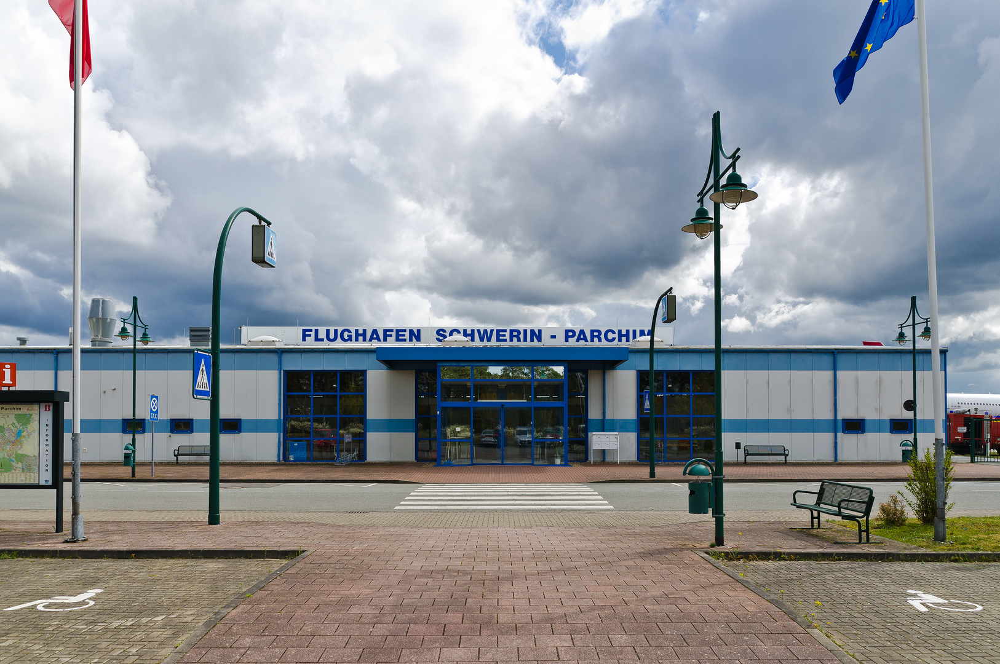 FLUGHAFEN SCHWERIN - PARCHIM
i
Parchim
i
INFORMATION
TAXI